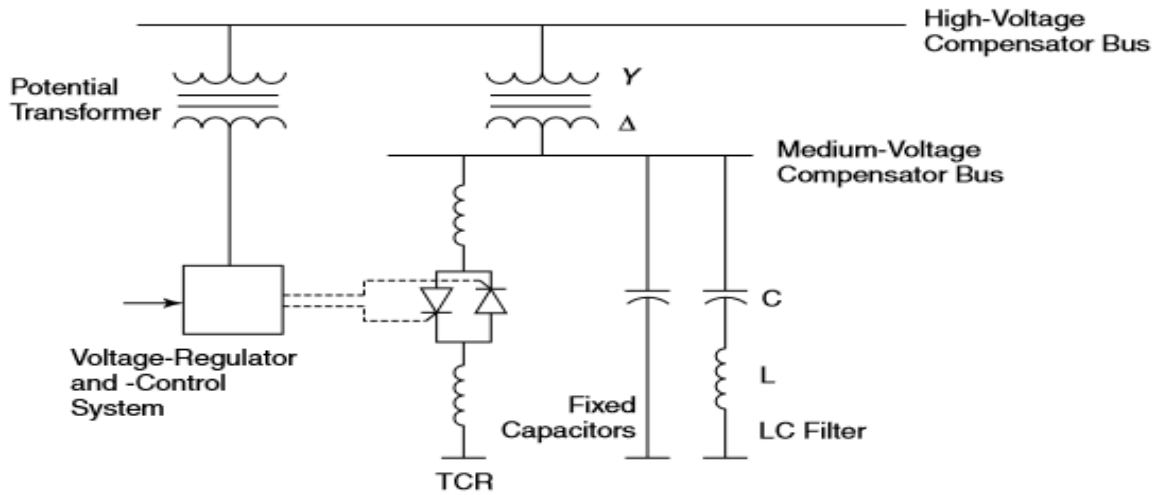 High-Voltage
Compensator Bus
Potential
Transformer
Y
Δ
Medium-Voltage
Compensator Bus
C
Voltage-Regulator
and -Control
System
L
Fixed
Capacitors
LC Filter
TCR